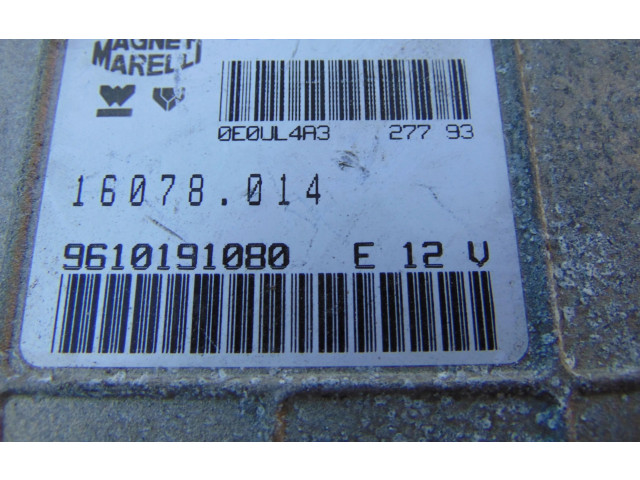 MAGNETI
MARELLI
0E0UL4A3 277 93
16078.014
9610191080 E 12 V